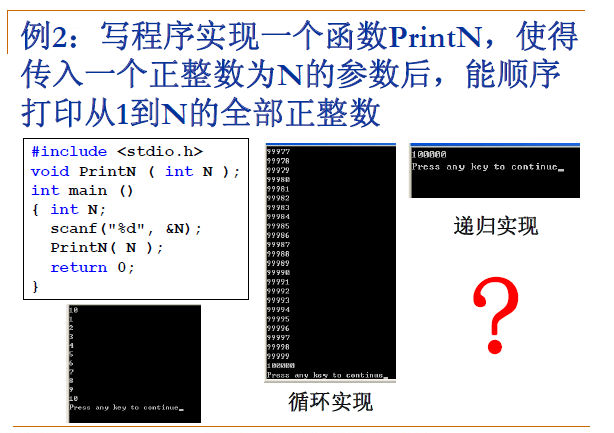 例2：写程序实现一个函数PrintN，使得
传入一个正整数为N的参数后，能顺序
打印从1到N的全部正整数
#include <stdio.h>
void PrintN ( int N );
int main ()
{ int N;
scanf("%d", &N);
PrintN( N );
return 0;
}
10
1
2
3
4
5
6
7
8
9
10
Press any key to continue_
99977
99978
99979
99980
99981
99982
99983
99984
99985
99986
99987
99988
99989
99990
99991
99992
99993
99994
99995
99996
99997
99998
99999
100000
Press any key to continue_
循环实现
100000
Press any key to continue_
递归实现
？